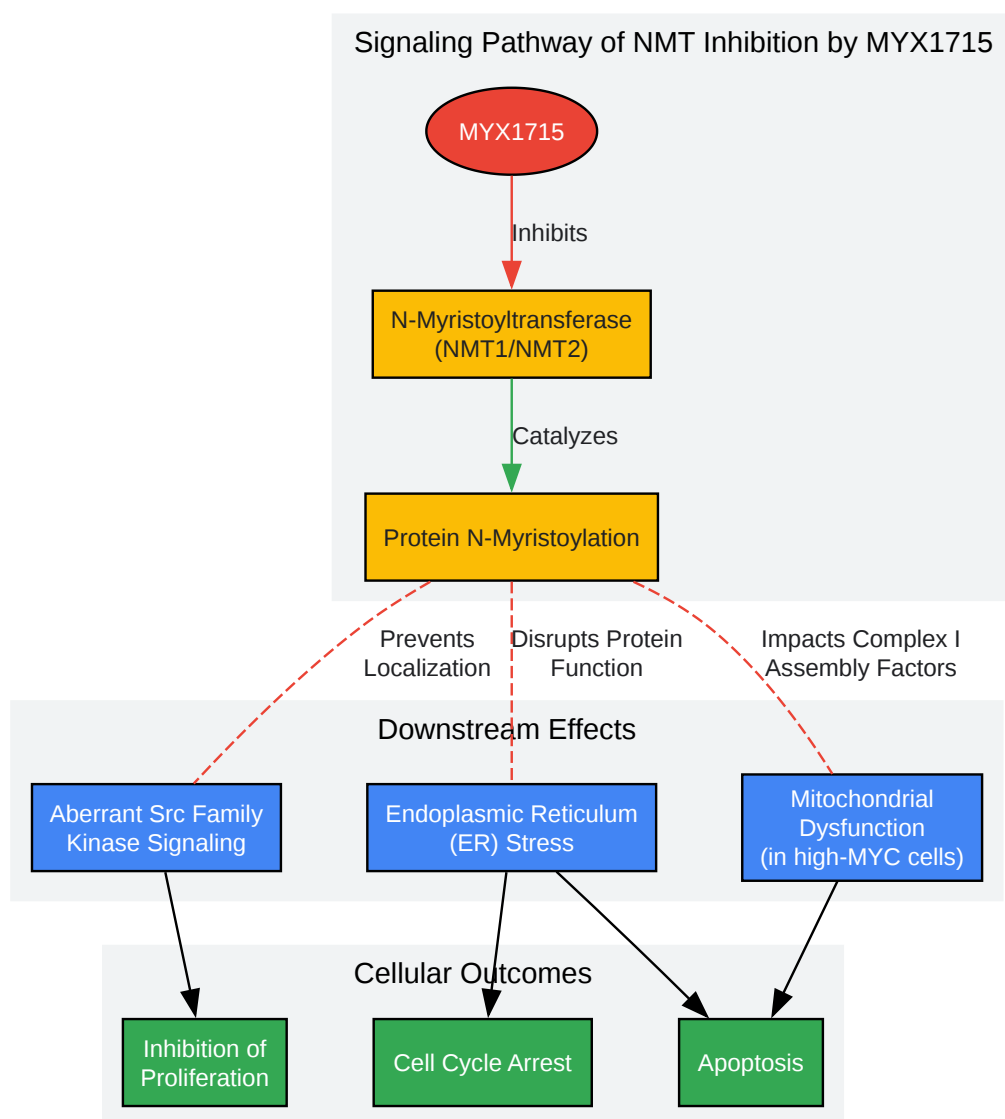 Signaling Pathway of NMT Inhibition by MYX1715
MYX1715
Inhibits
N-Myristoyltransferase
(NMT1/NMT2)
Catalyzes
Protein N-Myristoylation
Prevents
Localization
Disrupts Protein
Function
Impacts Complex I
Assembly Factors
Downstream Effects
Aberrant Src Family
Kinase Signaling
Endoplasmic Reticulum
(ER) Stress
Mitochondrial
Dysfunction
(in high-MYC cells)
Cellular Outcomes
Inhibition of
Proliferation
Cell Cycle Arrest
Apoptosis